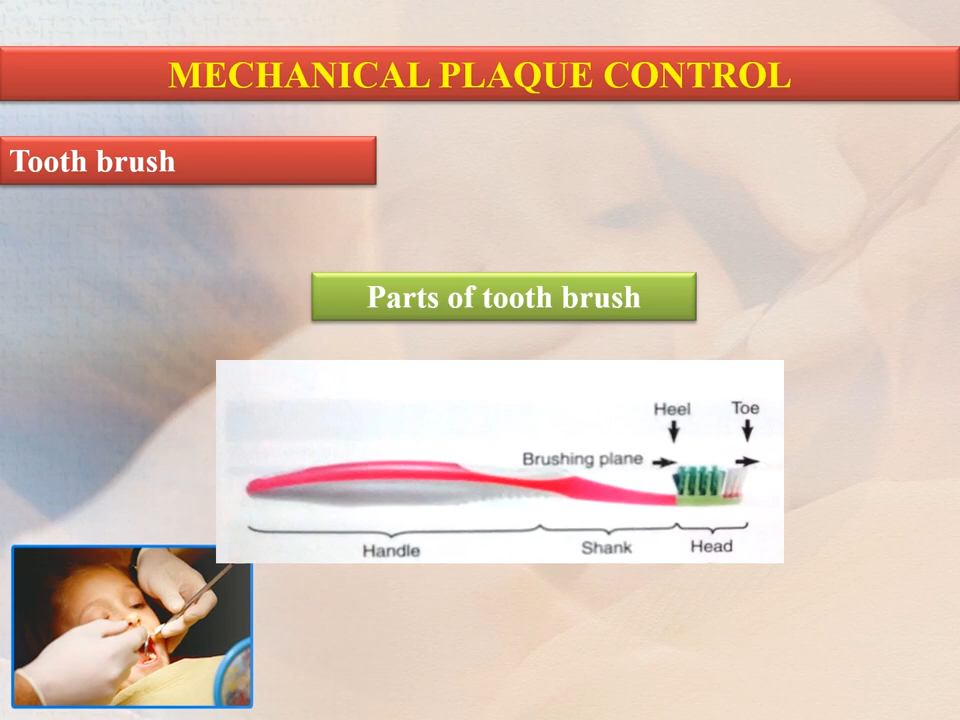 MECHANICAL PLAQUE CONTROL
Tooth brush
Parts of tooth brush
Heel Toe
Brushing plane
Handle Shank Head